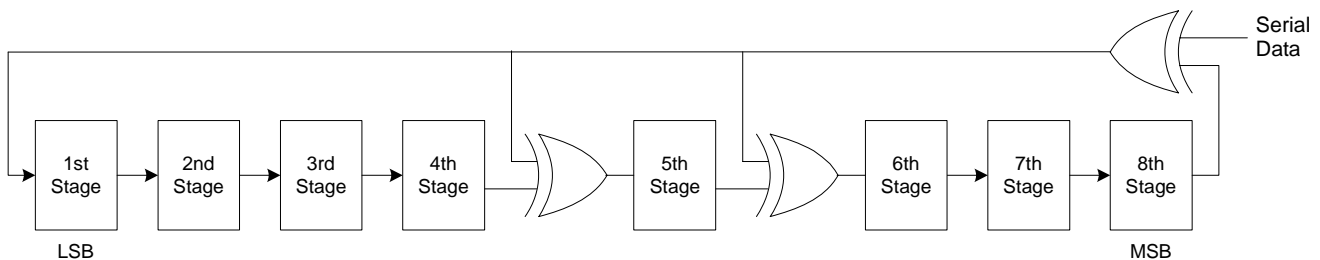 Serial
Data
1st
Stage
2nd
Stage
3rd
Stage
4th
Stage
5th
Stage
6th
Stage
7th
Stage
8th
Stage
LSB
MSB